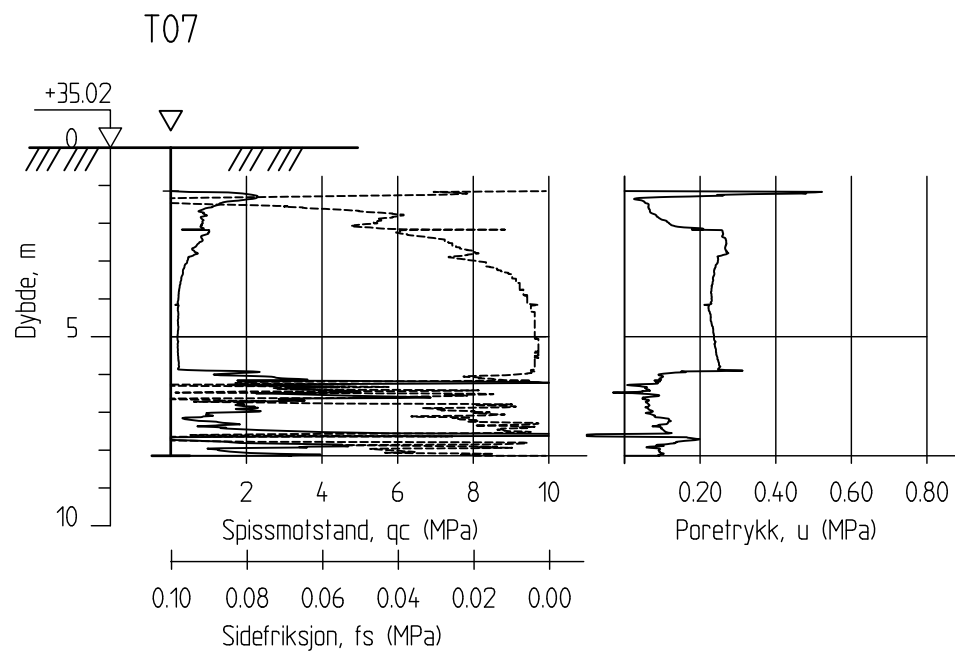 T07
+35.02
0
Dybde, m
5
10
2 4 6 8 10
Spissmotstand, qc (MPa)
0.10 0.08 0.06 0.04 0.02 0.00
Sidefriksjon, fs (MPa)
0.20 0.40 0.60 0.80
Poretrykk, u (MPa)